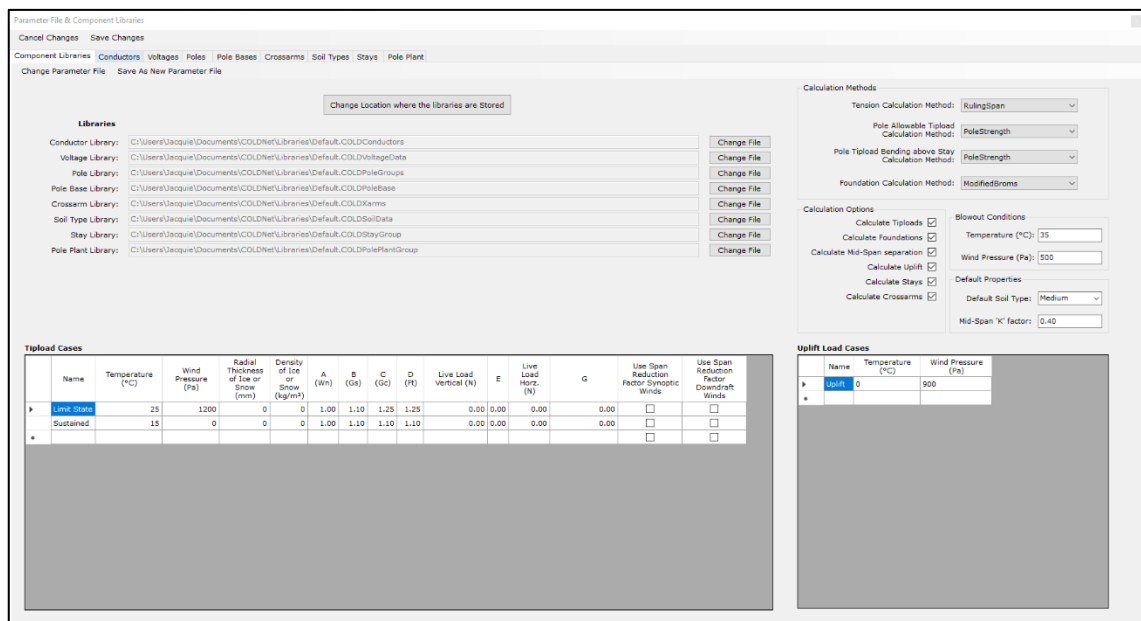 Parameter File & Component Libraries
Cancel Changes Save Changes
Component Libraries Conductors Voltages Poles Pole Bases Crossarms Soil Types Stays Pole Plant
Change Parameter File Save As New Parameter File
Change Location where the libraries are Stored
Libraries
Conductor Library: C:\Users\Jacquie\Documents\COLDNet\Libraries\Default.COLDConductors Change File
Voltage Library: C:\Users\Jacquie\Documents\COLDNet\Libraries\Default.COLDVoltageData Change File
Pole Library: C:\Users\Jacquie\Documents\COLDNet\Libraries\Default.COLDPoleGroups Change File
Pole Base Library: C:\Users\Jacquie\Documents\COLDNet\Libraries\Default.COLDPoleBase Change File
Crossarm Library: C:\Users\Jacquie\Documents\COLDNet\Libraries\Default.COLDXarms Change File
Soil Type Library: C:\Users\Jacquie\Documents\COLDNet\Libraries\Default.COLDSoilData Change File
Stay Library: C:\Users\Jacquie\Documents\COLDNet\Libraries\Default.COLDStayGroup Change File
Pole Plant Library: C:\Users\Jacquie\Documents\COLDNet\Libraries\Default.COLDPolePlantGroup Change File
Calculation Methods
Tension Calculation Method: RulingSpan
Pole Allowable Tipload
Calculation Method: PoleStrength
Pole Tipload Bending above Stay
Calculation Method: PoleStrength
Foundation Calculation Method: ModifiedBroms
Calculation Options
Calculate Tiploads
Calculate Foundations
Calculate Mid-Span separation
Calculate Uplift
Calculate Stays
Calculate Crossarms
Blowout Conditions
Temperature (°C): 35
Wind Pressure (Pa): 500
Default Properties
Default Soil Type: Medium
Mid-Span 'K' factor: 0.40
Tipload Cases
Name Temperature (°C) Wind Pressure (Pa) Radial Thickness of Ice or Snow (mm) Density of Ice or Snow (kg/m³) A (Wn) B (Gs) C (Gc) D (Ft) Live Load Vertical (N) E Live Load Horz. (N) G Use Span Reduction Factor Synoptic Winds Use Span Reduction Factor Downdraft Winds
Limit State 25 1200 0 0 1.00 1.10 1.25 1.25 0.00 0.00 0.00 0.00
Sustained 15 0 0 0 1.00 1.10 1.10 1.10 0.00 0.00 0.00 0.00
Uplift Load Cases
Name Temperature (°C) Wind Pressure (Pa)
Uplift 0 900